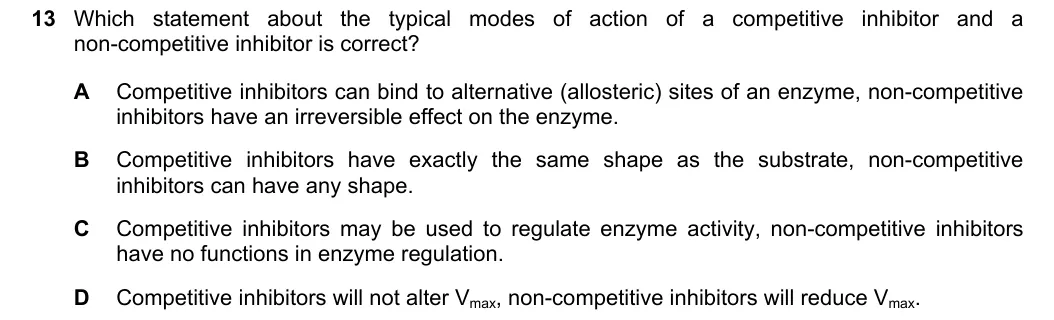 13 Which statement about the typical modes of action of a competitive inhibitor and a
non-competitive inhibitor is correct?
A Competitive inhibitors can bind to alternative (allosteric) sites of an enzyme, non-competitive
inhibitors have an irreversible effect on the enzyme.
B Competitive inhibitors have exactly the same shape as the substrate, non-competitive
inhibitors can have any shape.
C Competitive inhibitors may be used to regulate enzyme activity, non-competitive inhibitors
have no functions in enzyme regulation.
D Competitive inhibitors will not alter Vmax, non-competitive inhibitors will reduce Vmax.